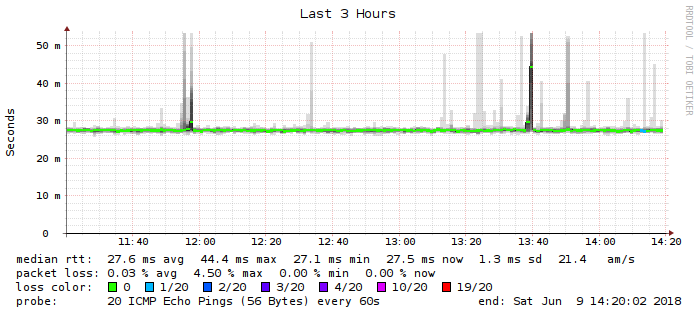 Last 3 Hours
RRDTOOL / TOBI OETIKER
Seconds
50 m
40 m
30 m
20 m
10 m
0
11:40 12:00 12:20 12:40 13:00 13:20 13:40 14:00 14:20
median rtt: 27.6 ms avg 44.4 ms max 27.1 ms min 27.5 ms now 1.3 ms sd 21.4 am/s
packet loss: 0.03 % avg 4.50 % max 0.00 % min 0.00 % now
loss color: 0 1/20 2/20 3/20 4/20 10/20 19/20
probe: 20 ICMP Echo Pings (56 Bytes) every 60s end: Sat Jun 9 14:20:02 2018